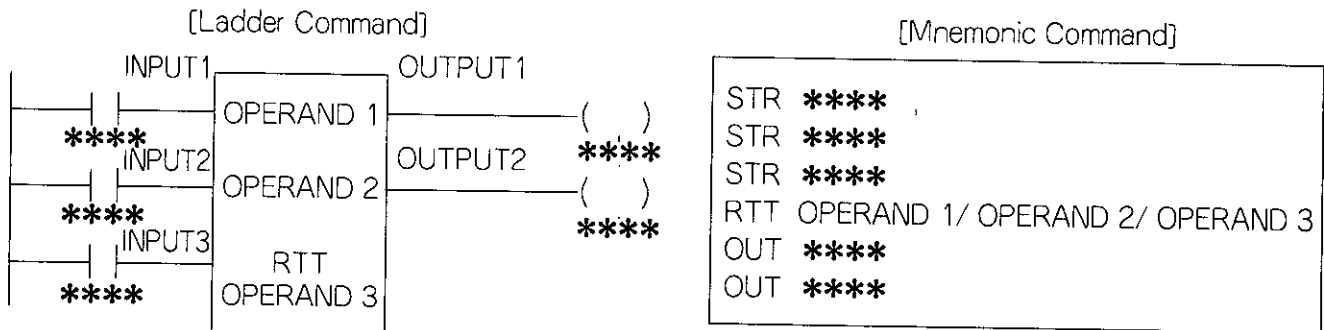 [Ladder Command]
INPUT1
OUTPUT1
OPERAND 1
( )
****
****
INPUT2
OUTPUT2
OPERAND 2
( )
****
****
INPUT3
RTT
****
OPERAND 3
[Mnemonic Command]
STR ****
STR ****
STR ****
RTT OPERAND 1/ OPERAND 2/ OPERAND 3
OUT ****
OUT ****